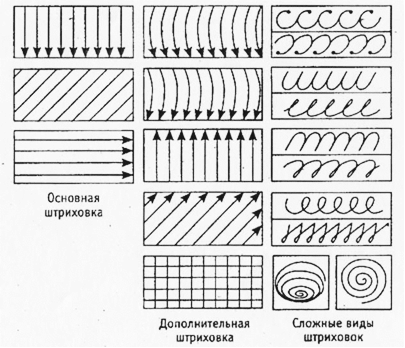 Основная
штриховка
Дополнительная
штриховка
Сложные виды
штриховок